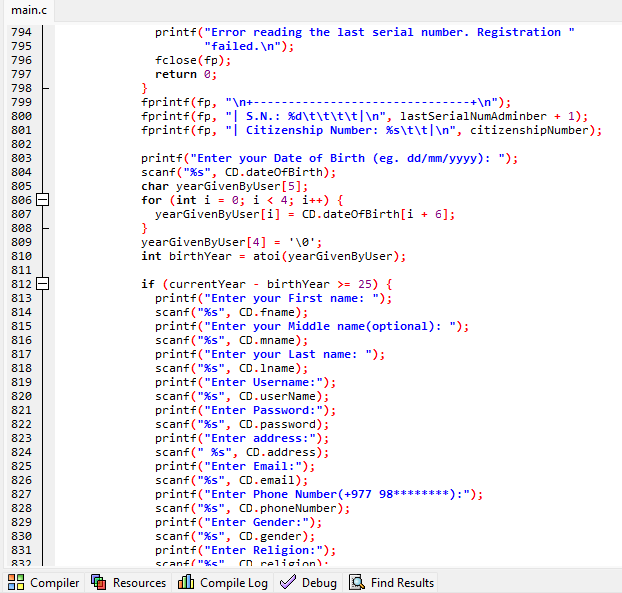 main.c
794 printf("Error reading the last serial number. Registration "
795 "failed.\n");
796 fclose(fp);
797 return 0;
798 }
799 fprintf(fp, "\n+-------------------------------+\n");
800 fprintf(fp, "| S.N.: %d\t\t\t\t|\n", lastSerialNumAdminber + 1);
801 fprintf(fp, "| Citizenship Number: %s\t\t|\n", citizenshipNumber);
802
803 printf("Enter your Date of Birth (eg. dd/mm/yyyy): ");
804 scanf("%s", CD.dateOfBirth);
805 char yearGivenByUser[5];
806 for (int i = 0; i < 4; i++) {
807 yearGivenByUser[i] = CD.dateOfBirth[i + 6];
808 }
809 yearGivenByUser[4] = '\0';
810 int birthYear = atoi(yearGivenByUser);
811
812 if (currentYear - birthYear >= 25) {
813 printf("Enter your First name: ");
814 scanf("%s", CD.fname);
815 printf("Enter your Middle name(optional): ");
816 scanf("%s", CD.mname);
817 printf("Enter your Last name: ");
818 scanf("%s", CD.lname);
819 printf("Enter Username:");
820 scanf("%s", CD.userName);
821 printf("Enter Password:");
822 scanf("%s", CD.password);
823 printf("Enter address:");
824 scanf(" %s", CD.address);
825 printf("Enter Email:");
826 scanf("%s", CD.email);
827 printf("Enter Phone Number(+977 98********):");
828 scanf("%s", CD.phoneNumber);
829 printf("Enter Gender:");
830 scanf("%s", CD.gender);
831 printf("Enter Religion:");
832 scanf("%s", CD.religion);
Compiler Resources Compile Log Debug Find Results